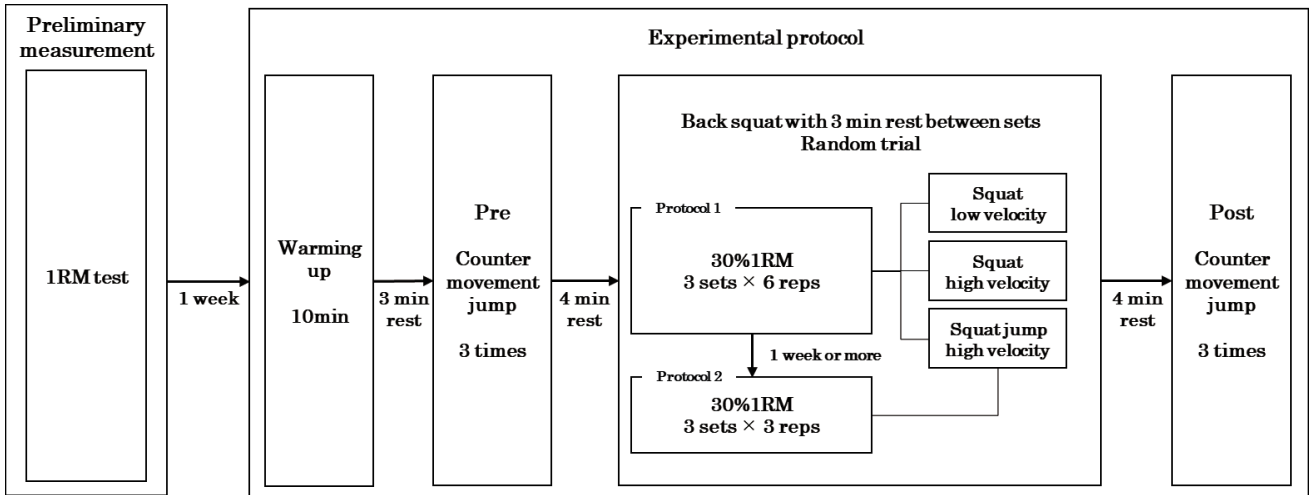 Preliminary
measurement
1RM test
1 week
Experimental protocol
Warming
up
10min
3 min
rest
Pre
Counter
movement
jump
3 times
4 min
rest
Back squat with 3 min rest between sets
Random trial
Protocol 1
30%1RM
3 sets × 6 reps
Squat
low velocity
Squat
high velocity
Squat jump
high velocity
1 week or more
Protocol 2
30%1RM
3 sets × 3 reps
4 min
rest
Post
Counter
movement
jump
3 times